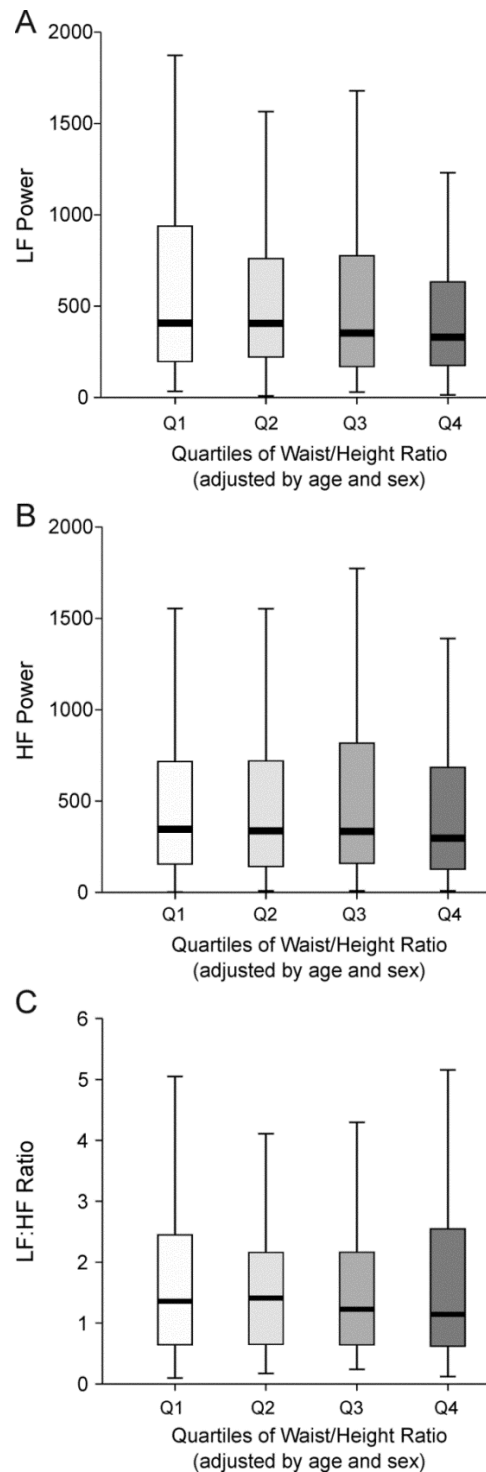 A
2000
1500
1000
500
0
LF Power
Q1 Q2 Q3 Q4
Quartiles of Waist/Height Ratio
(adjusted by age and sex)
B
2000
1500
1000
500
0
HF Power
Q1 Q2 Q3 Q4
Quartiles of Waist/Height Ratio
(adjusted by age and sex)
C
6
5
4
3
2
1
0
LF:HF Ratio
Q1 Q2 Q3 Q4
Quartiles of Waist/Height Ratio
(adjusted by age and sex)